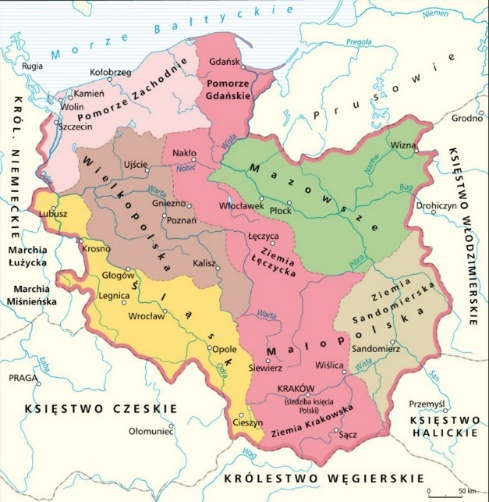 Morze Bałtyckie
Niemen
Rugia
Kołobrzeg
Gdańsk
Pregoła
Kamień
Wolin
Pomorze Zachodnie
Pomorze
Gdańskie
Prusowie
Szczecin
Grodno
KRÓL. NIEMIECKIE
Odra
Wisła
Nakło
Noteć
Ujście
Wielkopolska
Warta
Gniezno
Poznań
Mazowsze
Narew
Wizna
Bug
Włocławek
Płock
Drohiczyn
KSIĘSTWO WŁODZIMIERSKIE
Lubusz
Krosno
Marchia
Łużycka
Kalisz
Łęczyca
Ziemia
Łęczycka
Pilica
Marchia
Miśnieńska
Głogów
Legnica
Śląsk
Wrocław
Warta
Ziemia
Sandomierska
Małopolska
Sandomierz
Opole
Odra
Siewierz
Wiślica
Wisła
San
Łaba
PRAGA
KSIĘSTWO CZESKIE
Ołomuniec
Cieszyn
KRAKÓW
(siedziba księcia
Polski)
Ziemia Krakowska
Sącz
Przemyśl
KSIĘSTWO
HALICKIE
Wag
KRÓLESTWO WĘGIERSKIE
0 50 km